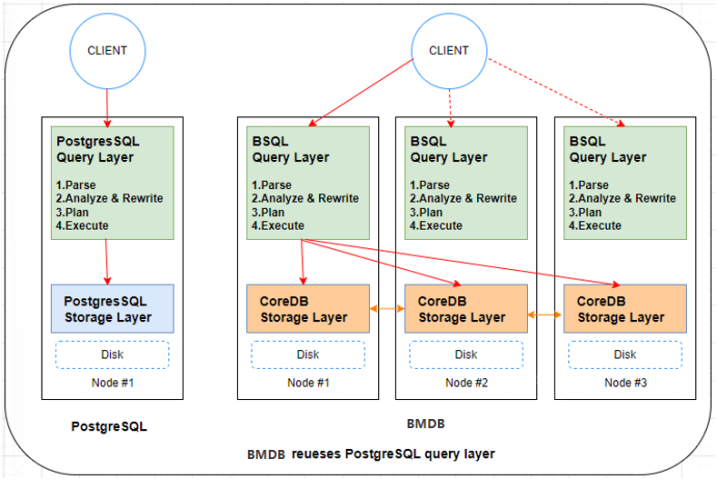 CLIENT
CLIENT
PostgresSQL
Query Layer
1.Parse
2.Analyze & Rewrite
3.Plan
4.Execute
BSQL
Query Layer
1.Parse
2.Analyze & Rewrite
3.Plan
4.Execute
BSQL
Query Layer
1.Parse
2.Analyze & Rewrite
3.Plan
4.Execute
BSQL
Query Layer
1.Parse
2.Analyze & Rewrite
3.Plan
4.Execute
PostgresSQL
Storage Layer
CoreDB
Storage Layer
CoreDB
Storage Layer
CoreDB
Storage Layer
Disk
Disk
Disk
Disk
Node #1
Node #1
Node #2
Node #3
PostgreSQL
BMDB
BMDB reueses PostgreSQL query layer